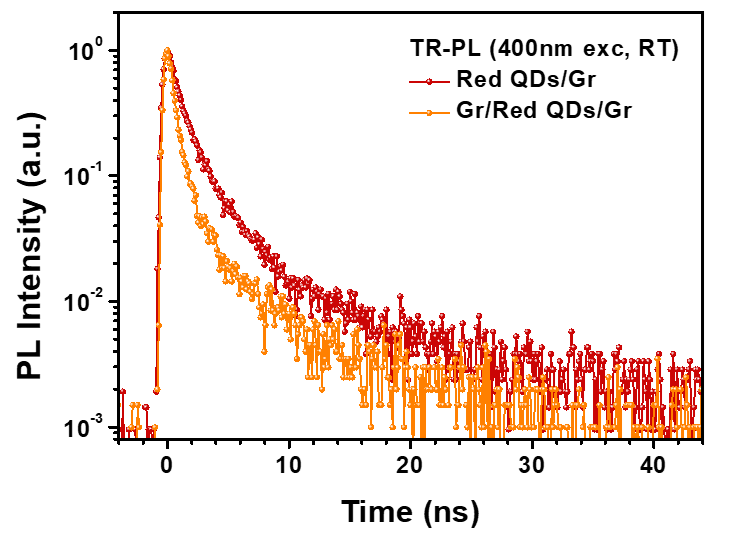 TR-PL (400nm exc, RT)
Red QDs/Gr
Gr/Red QDs/Gr
PL Intensity (a.u.)
10⁰
10⁻¹
10⁻²
10⁻³
0 10 20 30 40
Time (ns)